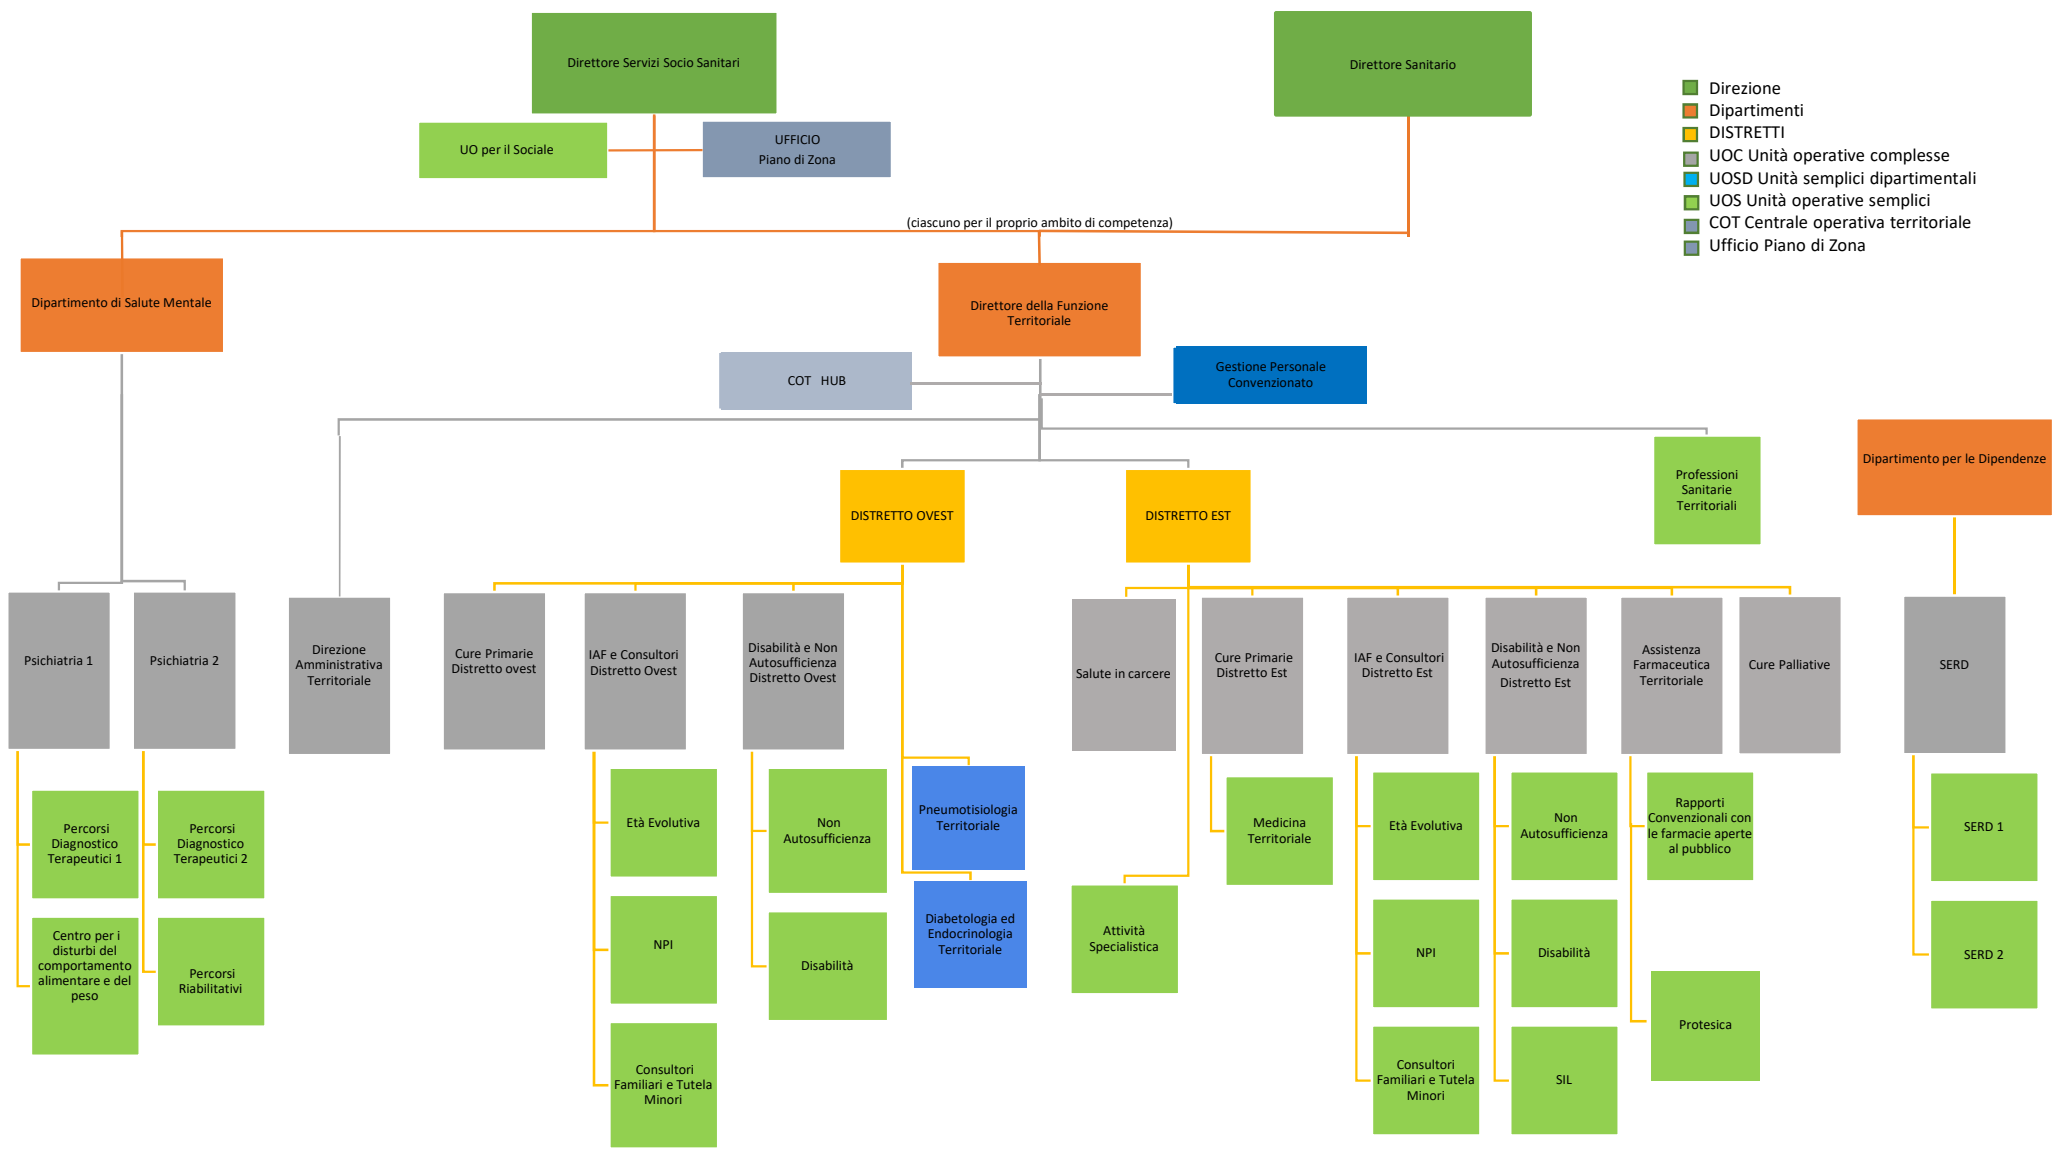 Direttore Servizi Socio Sanitari
Direttore Sanitario
Direzione
Dipartimenti
DISTRETTI
UOC Unità operative complesse
UOSD Unità semplici dipartimentali
UOS Unità operative semplici
COT Centrale operativa territoriale
Ufficio Piano di Zona
UO per il Sociale
UFFICIO
Piano di Zona
(ciascuno per il proprio ambito di competenza)
Dipartimento di Salute Mentale
Direttore della Funzione
Territoriale
COT HUB
Gestione Personale
Convenzionato
DISTRETTO OVEST
DISTRETTO EST
Professioni
Sanitarie
Territoriali
Dipartimento per le Dipendenze
Psichiatria 1
Psichiatria 2
Direzione
Amministrativa
Territoriale
Cure Primarie
Distretto ovest
IAF e Consultori
Distretto Ovest
Disabilità e Non
Autosufficienza
Distretto Ovest
Salute in carcere
Cure Primarie
Distretto Est
IAF e Consultori
Distretto Est
Disabilità e Non
Autosufficienza
Distretto Est
Assistenza
Farmaceutica
Territoriale
Cure Palliative
SERD
Percorsi
Diagnostico
Terapeutici 1
Percorsi
Diagnostico
Terapeutici 2
Età Evolutiva
Non
Autosufficienza
Pneumotisiologia
Territoriale
Medicina
Territoriale
Età Evolutiva
Non
Autosufficienza
Rapporti
Convenzionali con
le farmacie aperte
al pubblico
SERD 1
Centro per i
disturbi del
comportamento
alimentare e del
peso
Percorsi
Riabilitativi
NPI
Disabilità
Diabetologia ed
Endocrinologia
Territoriale
Attività
Specialistica
NPI
Disabilità
Protesica
SERD 2
Consultori
Familiari e Tutela
Minori
Consultori
Familiari e Tutela
Minori
SIL